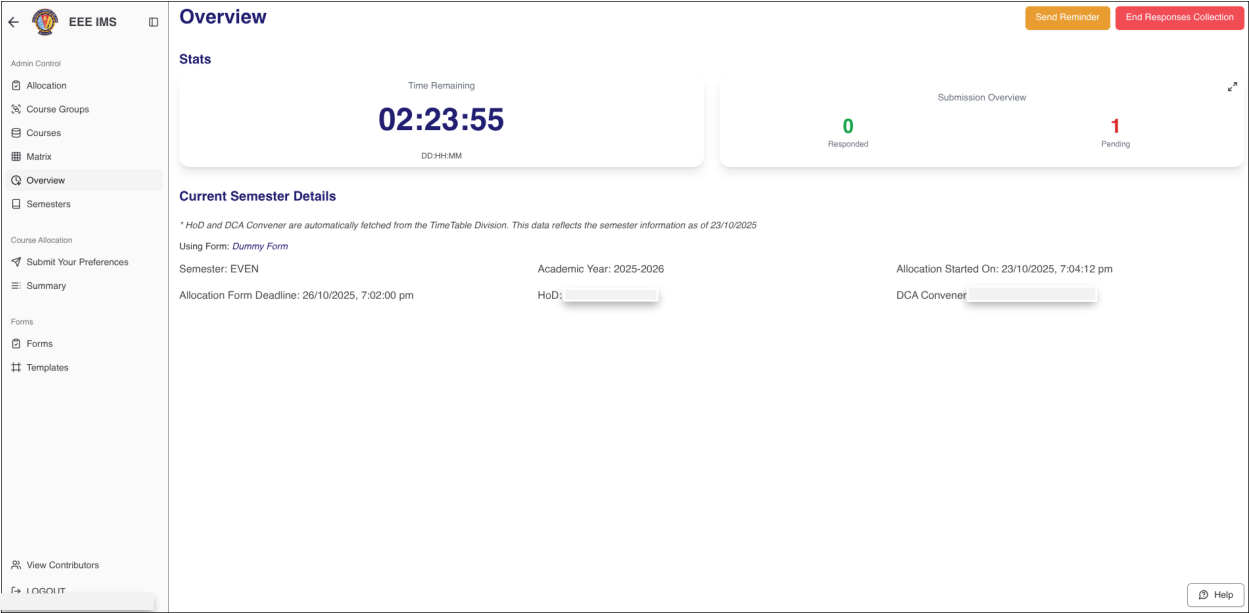 EEE IMS
Admin Control
Allocation
Course Groups
Courses
Matrix
Overview
Semesters
Course Allocation
Submit Your Preferences
Summary
Forms
Forms
Templates
View Contributors
LOGOUT
Overview
Send Reminder
End Responses Collection
Stats
Time Remaining
02:23:55
DD:HH:MM
Submission Overview
0
Responded
1
Pending
Current Semester Details
* HoD and DCA Convener are automatically fetched from the TimeTable Division. This data reflects the semester information as of 23/10/2025
Using Form: Dummy Form
Semester: EVEN
Academic Year: 2025-2026
Allocation Started On: 23/10/2025, 7:04:12 pm
Allocation Form Deadline: 26/10/2025, 7:02:00 pm
HoD:
DCA Convener
Help